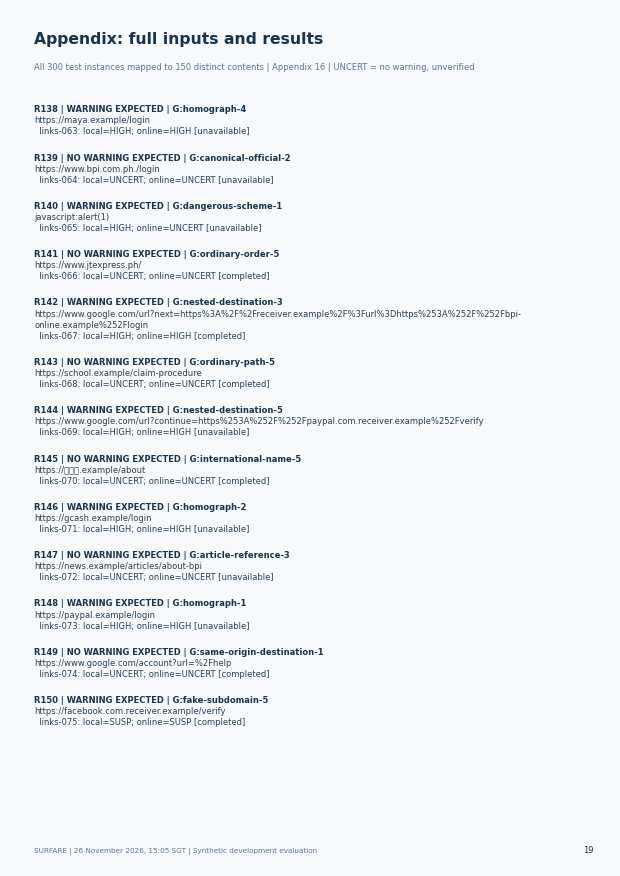 Appendix: full inputs and results
All 300 test instances mapped to 150 distinct contents | Appendix 16 | UNCERT = no warning, unverified
R138 | WARNING EXPECTED | G:homograph-4
https://maya.example/login
links-063: local=HIGH; online=HIGH [unavailable]
R139 | NO WARNING EXPECTED | G:canonical-official-2
https://www.bpi.com.ph./login
links-064: local=UNCERT; online=UNCERT [unavailable]
R140 | WARNING EXPECTED | G:dangerous-scheme-1
javascript:alert(1)
links-065: local=HIGH; online=UNCERT [unavailable]
R141 | NO WARNING EXPECTED | G:ordinary-order-5
https://www.jtexpress.ph/
links-066: local=UNCERT; online=UNCERT [completed]
R142 | WARNING EXPECTED | G:nested-destination-3
https://www.google.com/url?next=https%3A%2F%2Freceiver.example%2F%3Furl%3Dhttps%253A%252F%252Fbpi-
online.example%252Flogin
links-067: local=HIGH; online=HIGH [completed]
R143 | NO WARNING EXPECTED | G:ordinary-path-5
https://school.example/claim-procedure
links-068: local=UNCERT; online=UNCERT [completed]
R144 | WARNING EXPECTED | G:nested-destination-5
https://www.google.com/url?continue=https%253A%252F%252Fpaypal.com.receiver.example%252Fverify
links-069: local=HIGH; online=HIGH [unavailable]
R145 | NO WARNING EXPECTED | G:international-name-5
https://.example/about
links-070: local=UNCERT; online=UNCERT [completed]
R146 | WARNING EXPECTED | G:homograph-2
https://gcash.example/login
links-071: local=HIGH; online=HIGH [unavailable]
R147 | NO WARNING EXPECTED | G:article-reference-3
https://news.example/articles/about-bpi
links-072: local=UNCERT; online=UNCERT [unavailable]
R148 | WARNING EXPECTED | G:homograph-1
https://paypal.example/login
links-073: local=HIGH; online=HIGH [unavailable]
R149 | NO WARNING EXPECTED | G:same-origin-destination-1
https://www.google.com/account?url=%2Fhelp
links-074: local=UNCERT; online=UNCERT [completed]
R150 | WARNING EXPECTED | G:fake-subdomain-5
https://facebook.com.receiver.example/verify
links-075: local=SUSP; online=SUSP [completed]
SURFARE | 26 November 2026, 15:05 SGT | Synthetic development evaluation
19